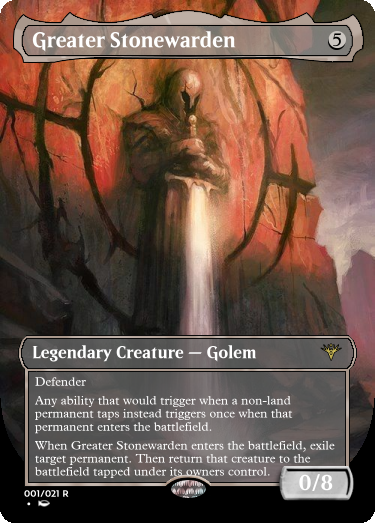 Greater Stonewarden 5
Legendary Creature — Golem
Defender
Any ability that would trigger when a non-land
permanent taps instead triggers once when that
permanent enters the battlefield.
When Greater Stonewarden enters the battlefield, exile
target permanent. Then return that creature to the
battlefield tapped under its owners control.
0/8
001/021 R
•